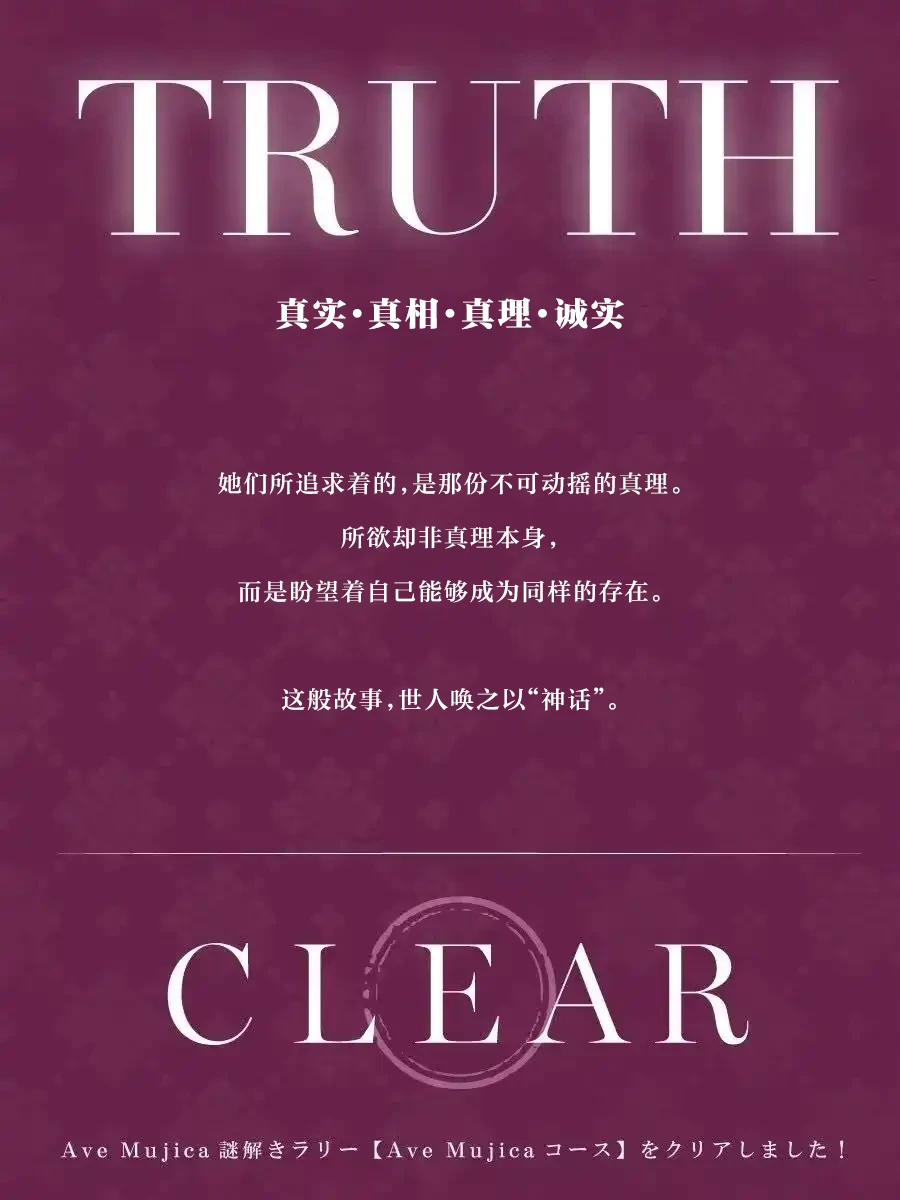 TRUTH
真实·真相·真理·诚实
她们所追求着的，是那份不可动摇的真理。
所欲却非真理本身，
而是盼望着自己能够成为同样的存在。
这般故事，世人唤之以“神话”。
CLEAR
Ave Mujica 謎解きラリー【Ave Mujica コース】をクリアしました！